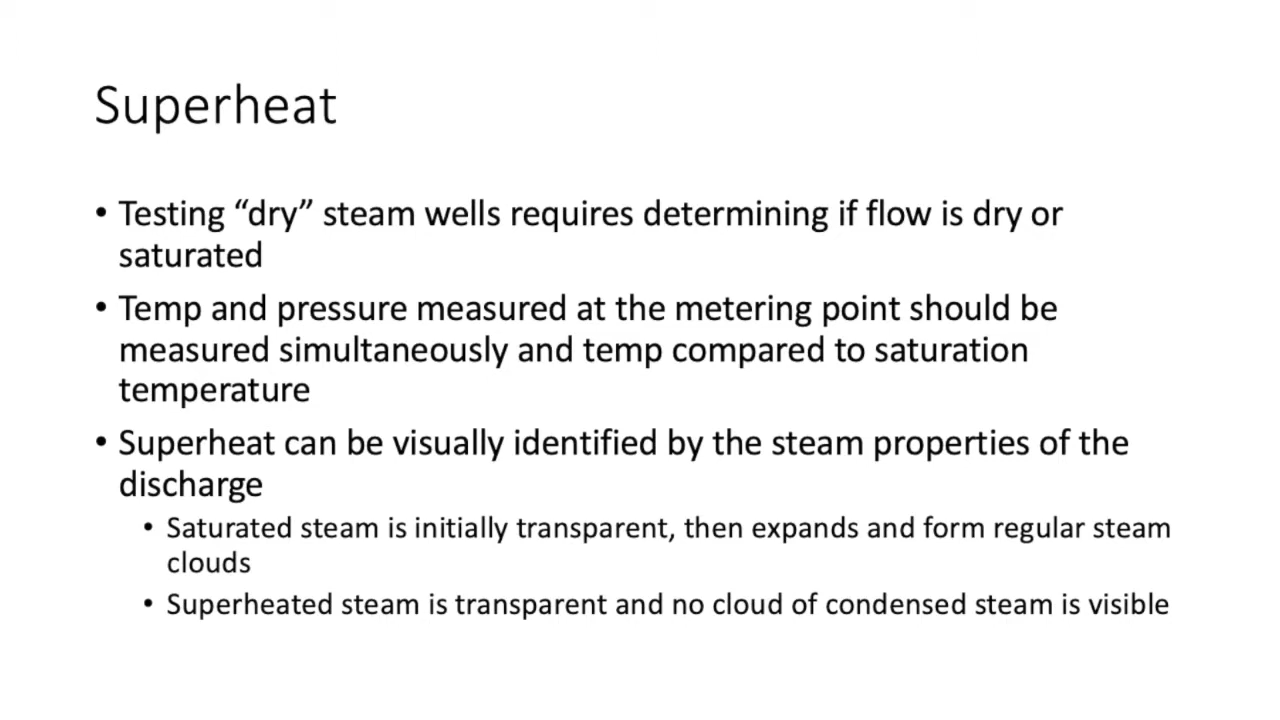 Superheat
• Testing “dry” steam wells requires determining if flow is dry or
saturated
• Temp and pressure measured at the metering point should be
measured simultaneously and temp compared to saturation
temperature
• Superheat can be visually identified by the steam properties of the
discharge
• Saturated steam is initially transparent, then expands and form regular steam
clouds
• Superheated steam is transparent and no cloud of condensed steam is visible